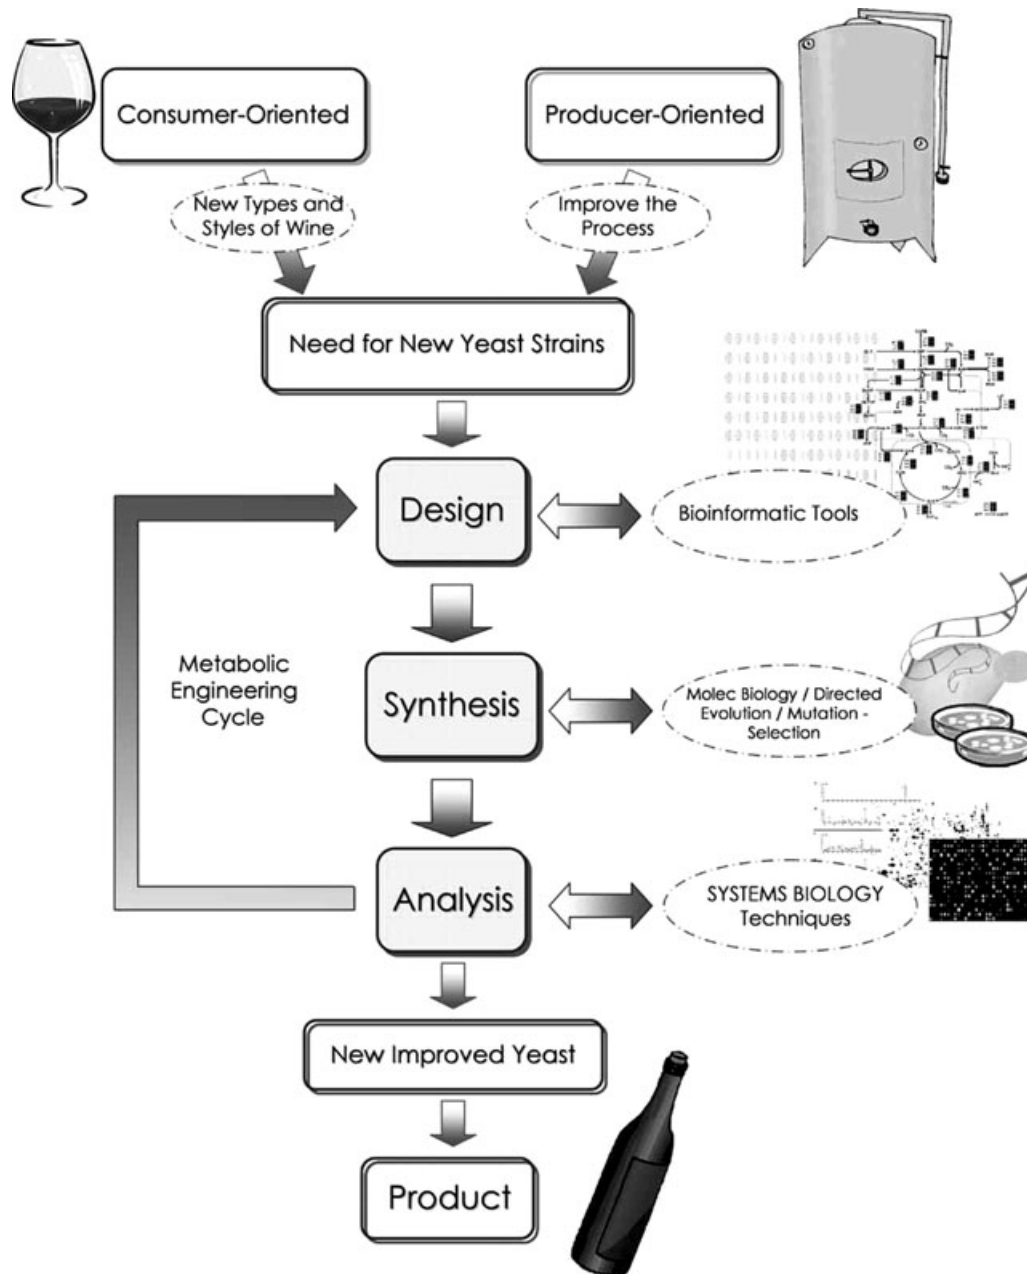 Consumer-Oriented
Producer-Oriented
New Types and
Styles of Wine
Improve the
Process
Need for New Yeast Strains
Design
Bioinformatic Tools
Metabolic
Engineering
Cycle
Synthesis
Molec Biology / Directed
Evolution / Mutation -
Selection
Analysis
SYSTEMS BIOLOGY
Techniques
New Improved Yeast
Product